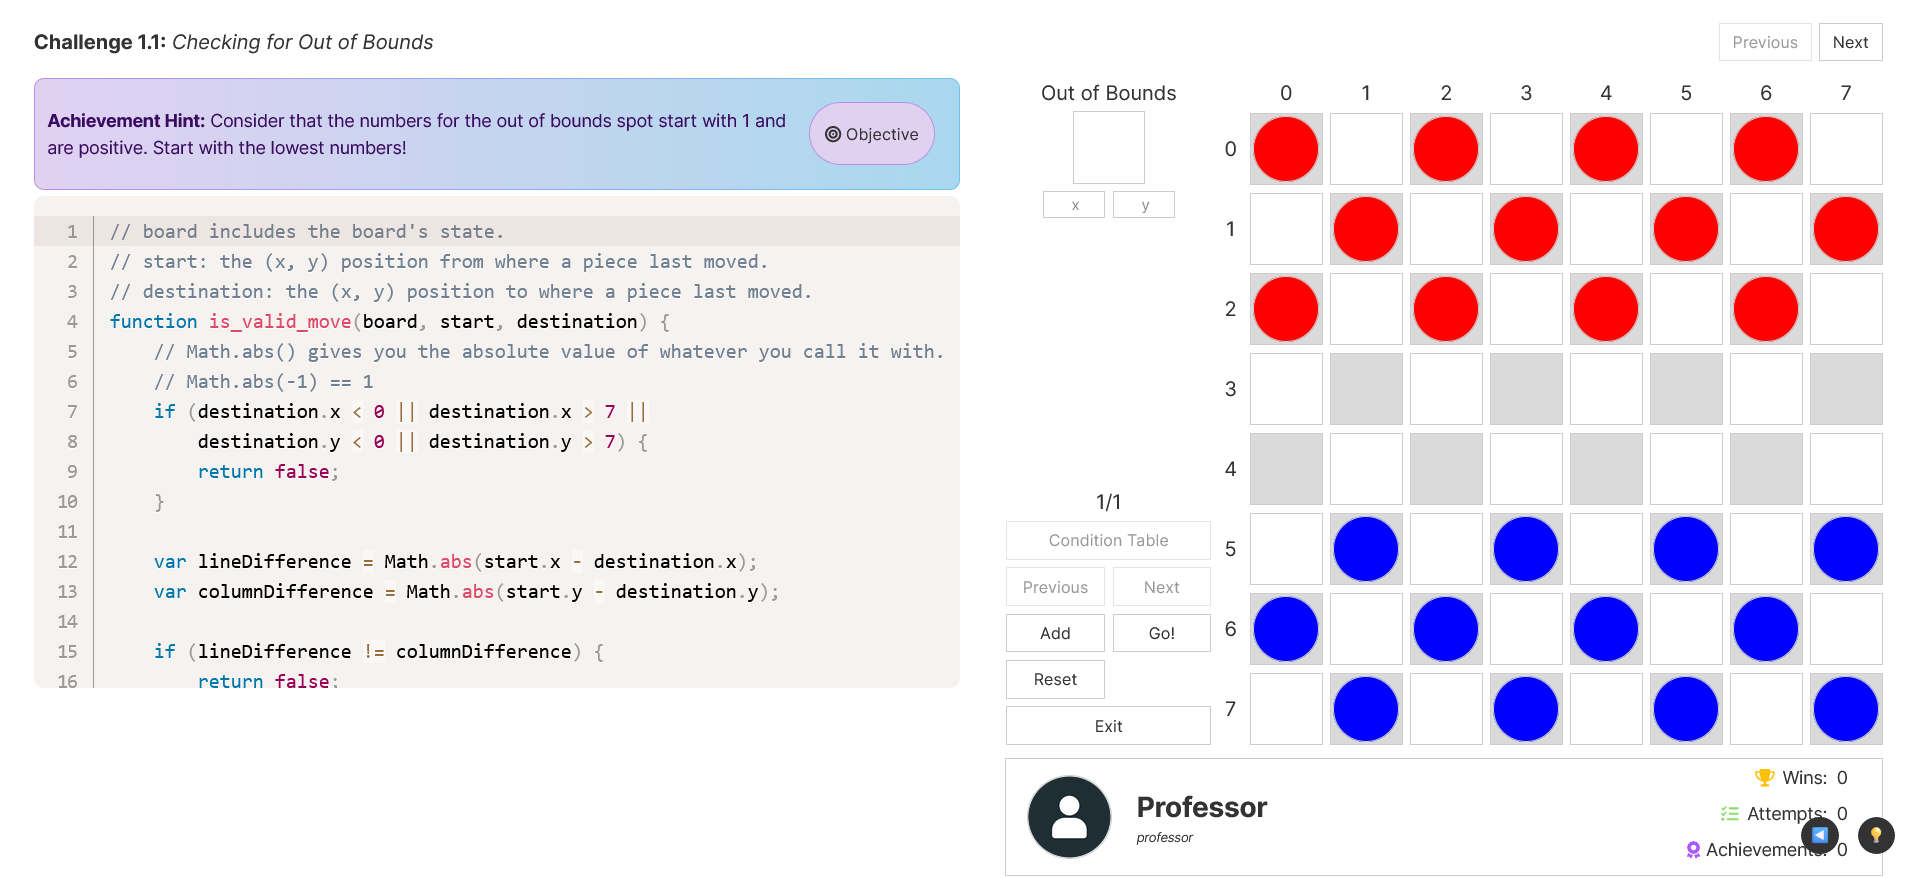 Challenge 1.1: Checking for Out of Bounds
Previous Next
Achievement Hint: Consider that the numbers for the out of bounds spot start with 1 and
are positive. Start with the lowest numbers!
Objective
1 // board includes the board's state.
2 // start: the (x, y) position from where a piece last moved.
3 // destination: the (x, y) position to where a piece last moved.
4 function is_valid_move(board, start, destination) {
5     // Math.abs() gives you the absolute value of whatever you call it with.
6     // Math.abs(-1) == 1
7     if (destination.x < 0 || destination.x > 7 ||
8         destination.y < 0 || destination.y > 7) {
9         return false;
10     }
11
12     var lineDifference = Math.abs(start.x - destination.x);
13     var columnDifference = Math.abs(start.y - destination.y);
14
15     if (lineDifference != columnDifference) {
16         return false;
Out of Bounds
x y
1/1
Condition Table
Previous Next
Add Go!
Reset
Exit
0 1 2 3 4 5 6 7
0
1
2
3
4
5
6
7
Professor
professor
Wins: 0
Attempts: 0
Achievements: 0